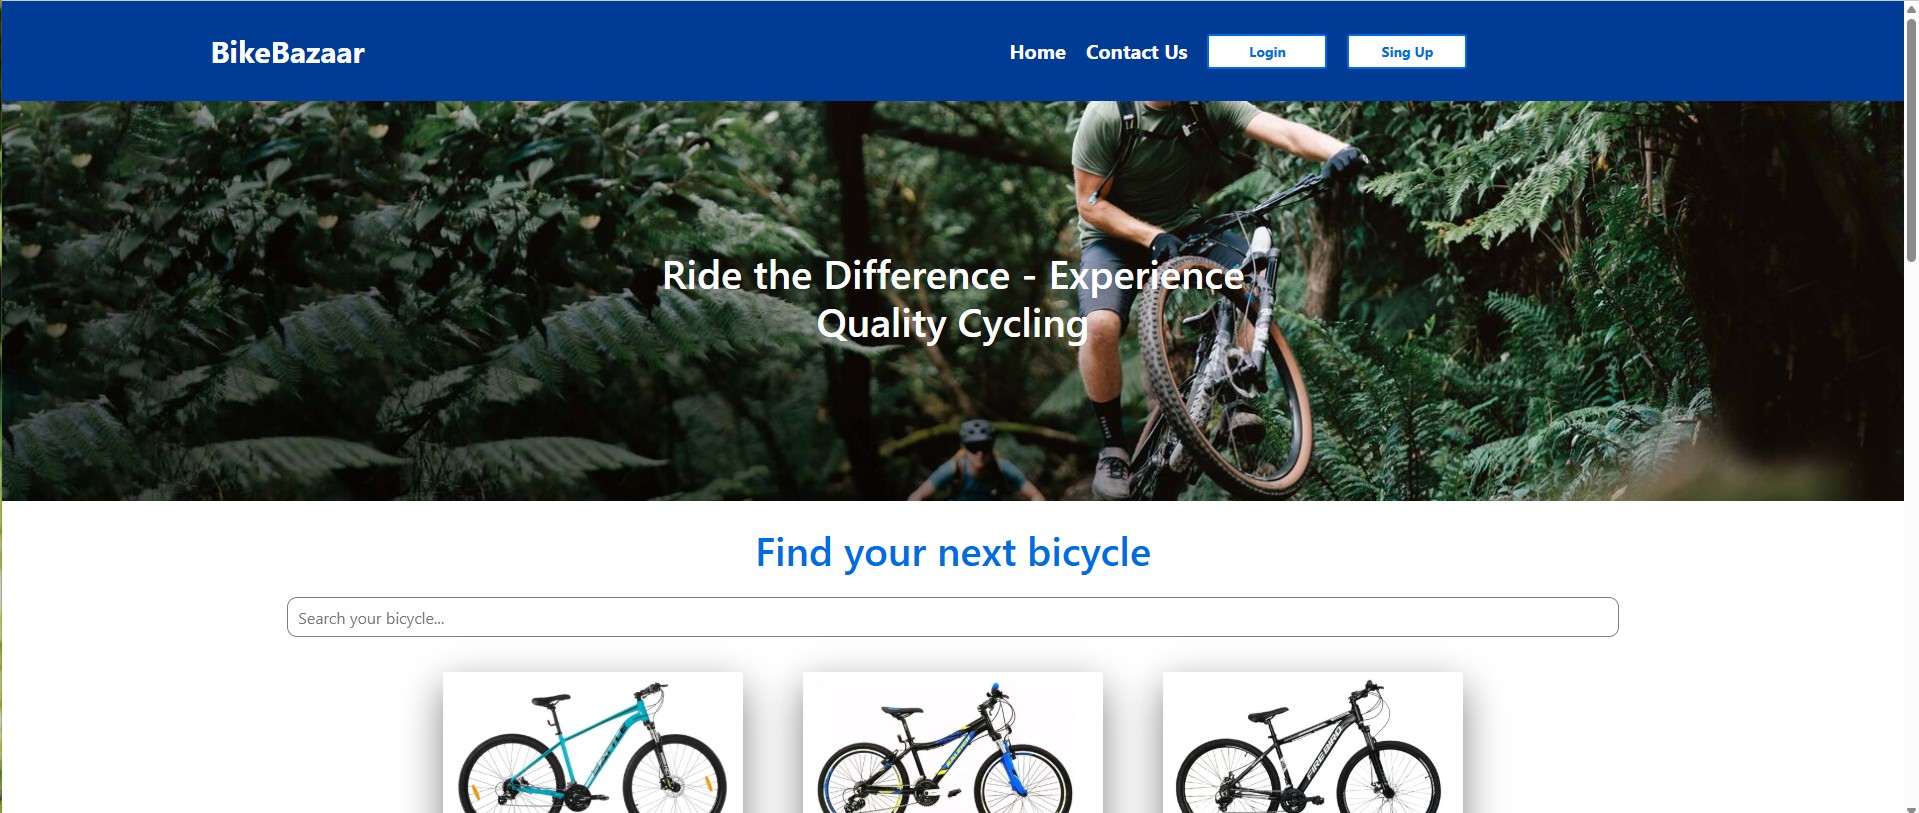 BikeBazaar
Home Contact Us Login Sing Up
Ride the Difference - Experience
Quality Cycling
Find your next bicycle
Search your bicycle...
FIREBIRD